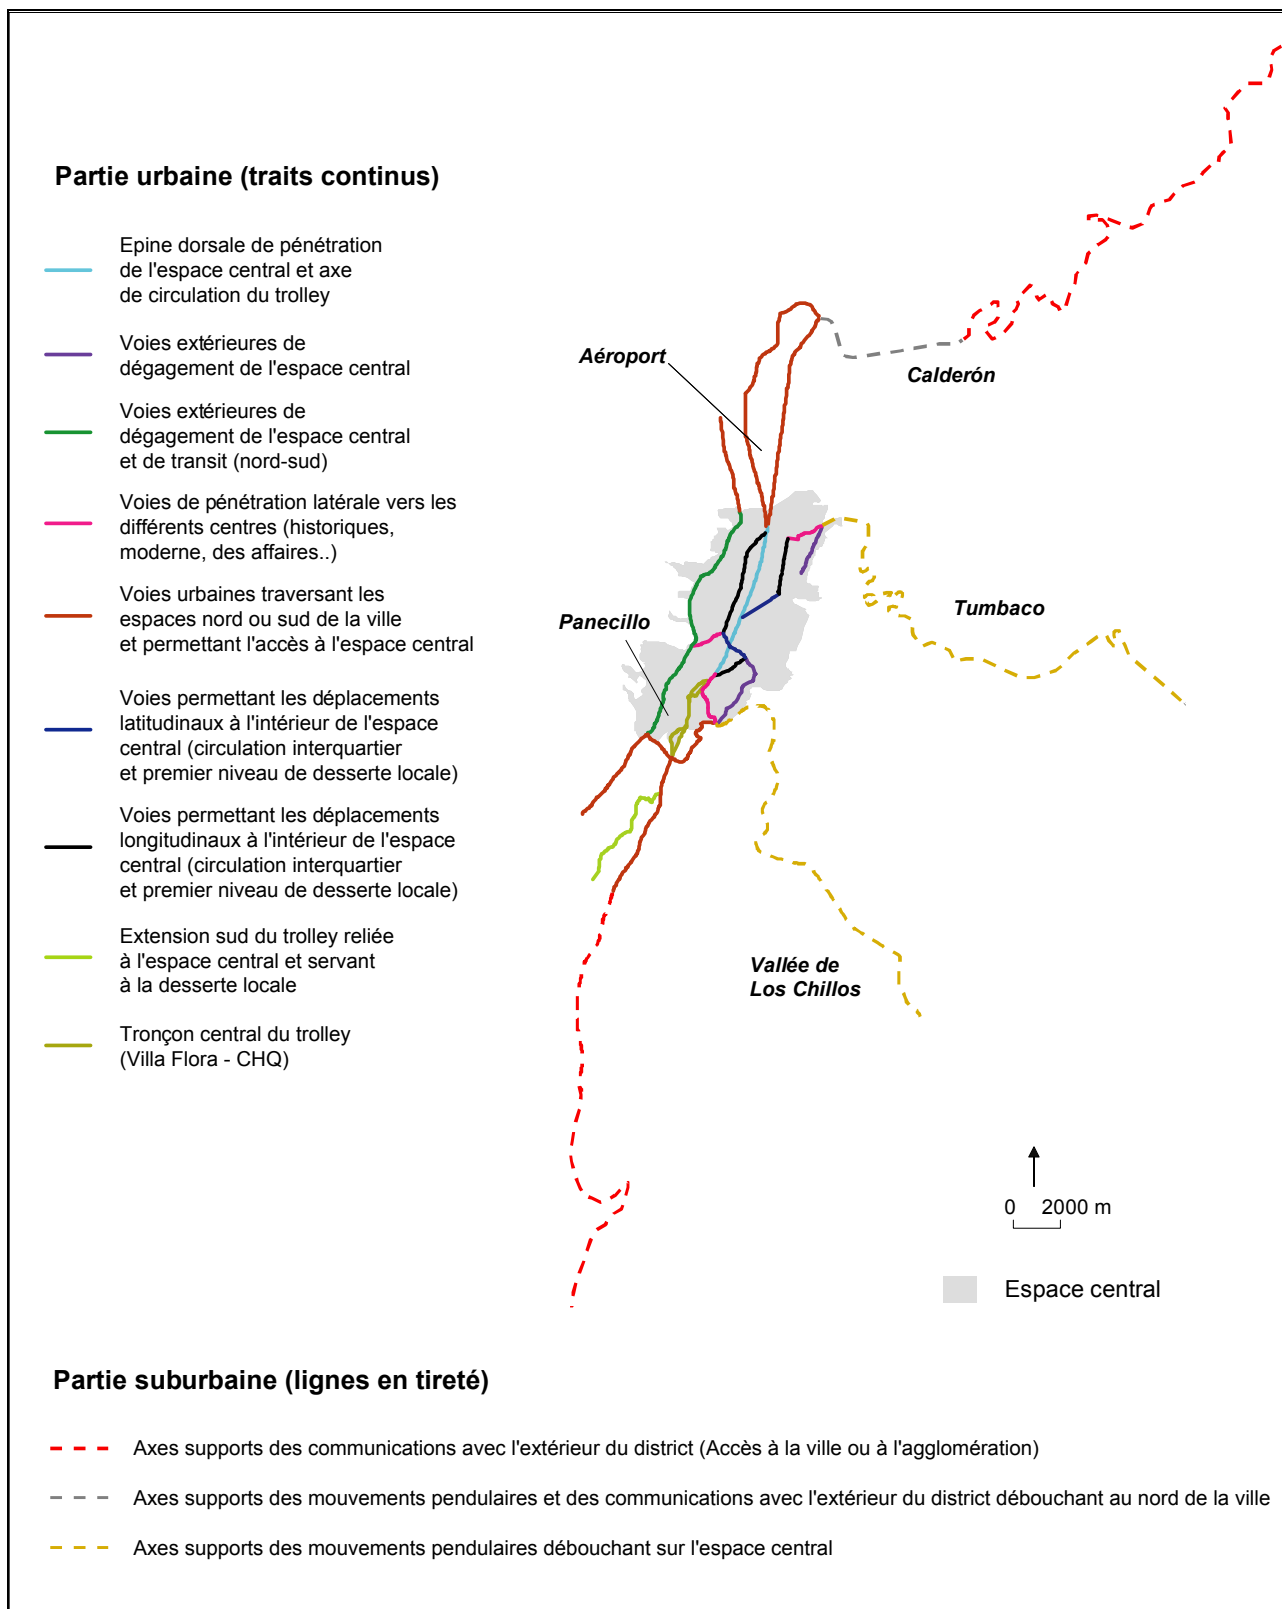 Partie urbaine (traits continus)
Epine dorsale de pénétration
de l'espace central et axe
de circulation du trolley
Voies extérieures de
dégagement de l'espace central
Voies extérieures de
dégagement de l'espace central
et de transit (nord-sud)
Voies de pénétration latérale vers les
différents centres (historiques,
moderne, des affaires..)
Voies urbaines traversant les
espaces nord ou sud de la ville
et permettant l'accès à l'espace central
Voies permettant les déplacements
latitudinaux à l'intérieur de l'espace
central (circulation interquartier
et premier niveau de desserte locale)
Voies permettant les déplacements
longitudinaux à l'intérieur de l'espace
central (circulation interquartier
et premier niveau de desserte locale)
Extension sud du trolley reliée
à l'espace central et servant
à la desserte locale
Tronçon central du trolley
(Villa Flora - CHQ)
Aéroport
Calderón
Panecillo
Tumbaco
Vallée de
Los Chillos
0 2000 m
Espace central
Partie suburbaine (lignes en tireté)
Axes supports des communications avec l'extérieur du district (Accès à la ville ou à l'agglomération)
Axes supports des mouvements pendulaires et des communications avec l'extérieur du district débouchant au nord de la ville
Axes supports des mouvements pendulaires débouchant sur l'espace central